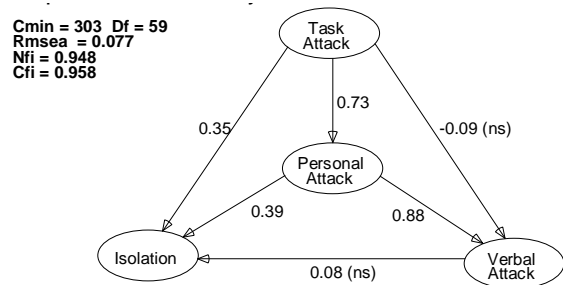 Cmin = 303 Df = 59
Rmsea = 0.077
Nfi = 0.948
Cfi = 0.958
Task
Attack
0.73
0.35
-0.09 (ns)
Personal
Attack
0.39
0.88
Isolation
Verbal
Attack
0.08 (ns)